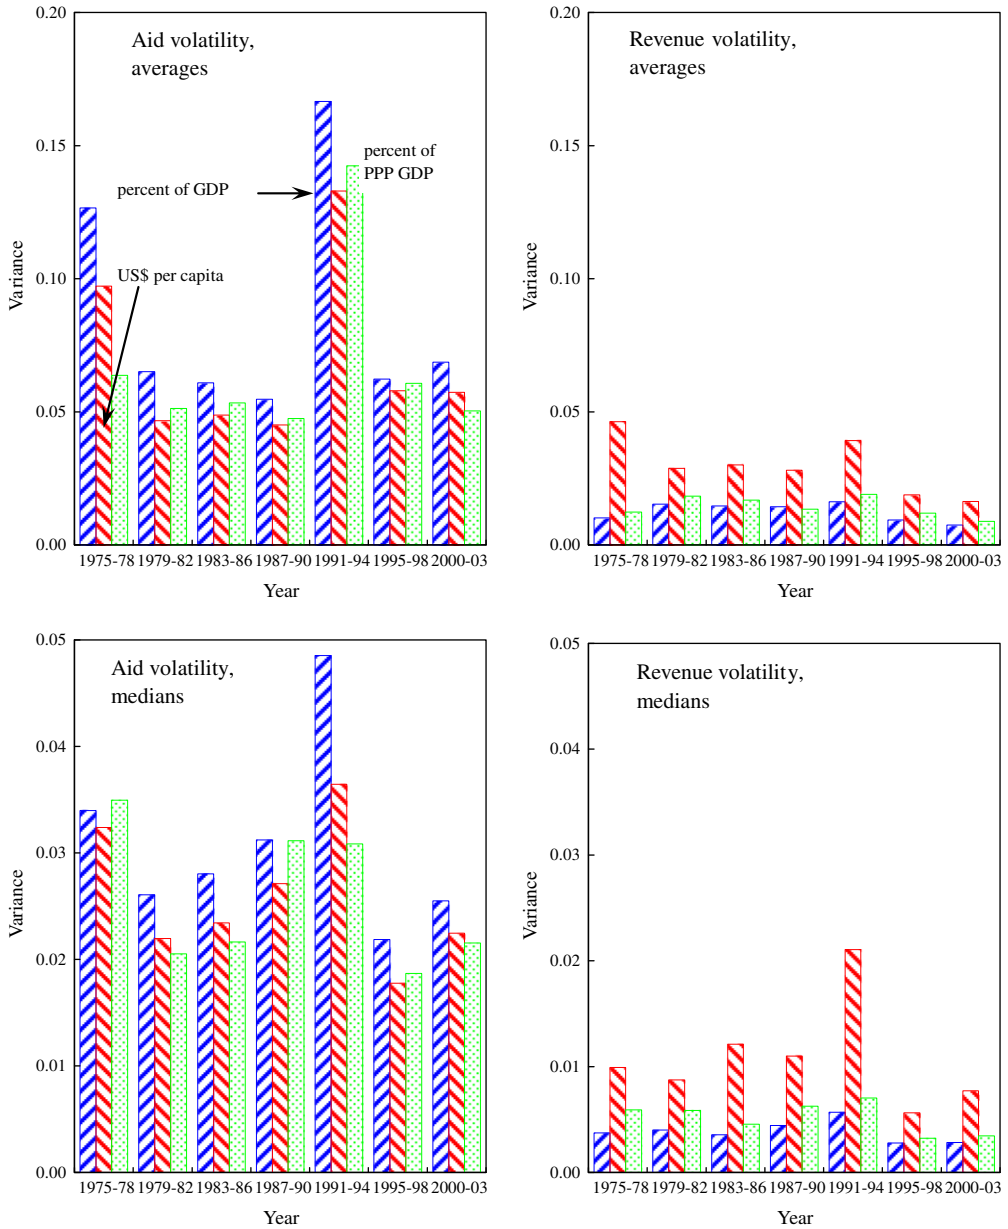 0.20
0.15
0.10
0.05
0.00
Variance
Aid volatility,
averages
percent of GDP
percent of
PPP GDP
US$ per capita
1975-78 1979-82 1983-86 1987-90 1991-94 1995-98 2000-03
Year
0.20
0.15
0.10
0.05
0.00
Variance
Revenue volatility,
averages
1975-78 1979-82 1983-86 1987-90 1991-94 1995-98 2000-03
Year
0.05
0.04
0.03
0.02
0.01
0.00
Variance
Aid volatility,
medians
1975-78 1979-82 1983-86 1987-90 1991-94 1995-98 2000-03
Year
0.05
0.04
0.03
0.02
0.01
0.00
Variance
Revenue volatility,
medians
1975-78 1979-82 1983-86 1987-90 1991-94 1995-98 2000-03
Year